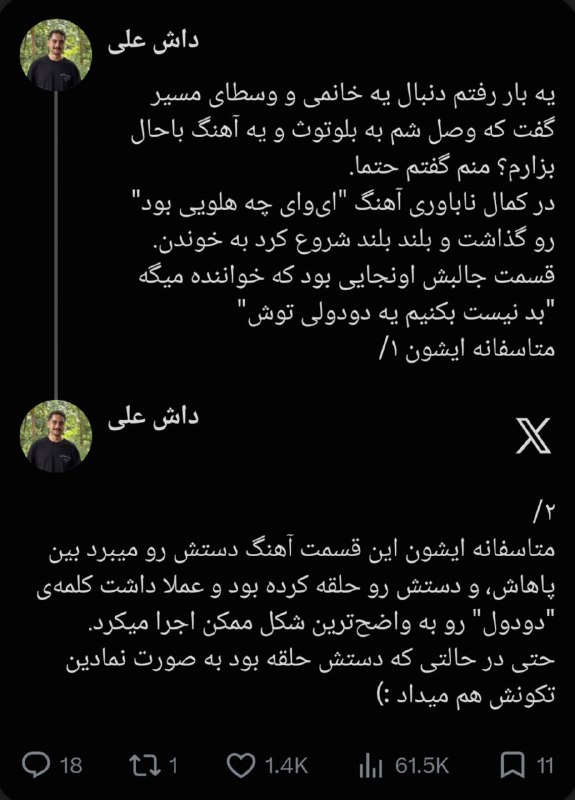 داش علی
یه بار رفتم دنبال یه خانمی و وسطای مسیر
گفت که وصل شم به بلوتوث و یه آهنگ باحال
بزارم؟ منم گفتم حتما.
در کمال ناباوری آهنگ "ای‌وای چه هلویی بود"
رو گذاشت و بلند بلند شروع کرد به خوندن.
قسمت جالبش اونجایی بود که خواننده میگه
"بد نیست بکنیم یه دودولی توش"
متاسفانه ایشون ۱/
داش علی
۲/
متاسفانه ایشون این قسمت آهنگ دستش رو میبرد بین
پاهاش، و دستش رو حلقه کرده بود و عملا داشت کلمه‌ی
"دودول" رو به واضح‌ترین شکل ممکن اجرا میکرد.
حتی در حالتی که دستش حلقه بود به صورت نمادین
تکونش هم میداد :)
18 1 1.4K 61.5K 11